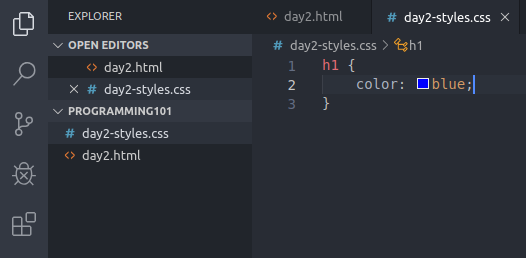 EXPLORER
OPEN EDITORS
day2.html
day2-styles.css
PROGRAMMING101
day2-styles.css
day2.html
day2.html
day2-styles.css
day2-styles.css h1
1 h1 {
2 color: blue;
3 }